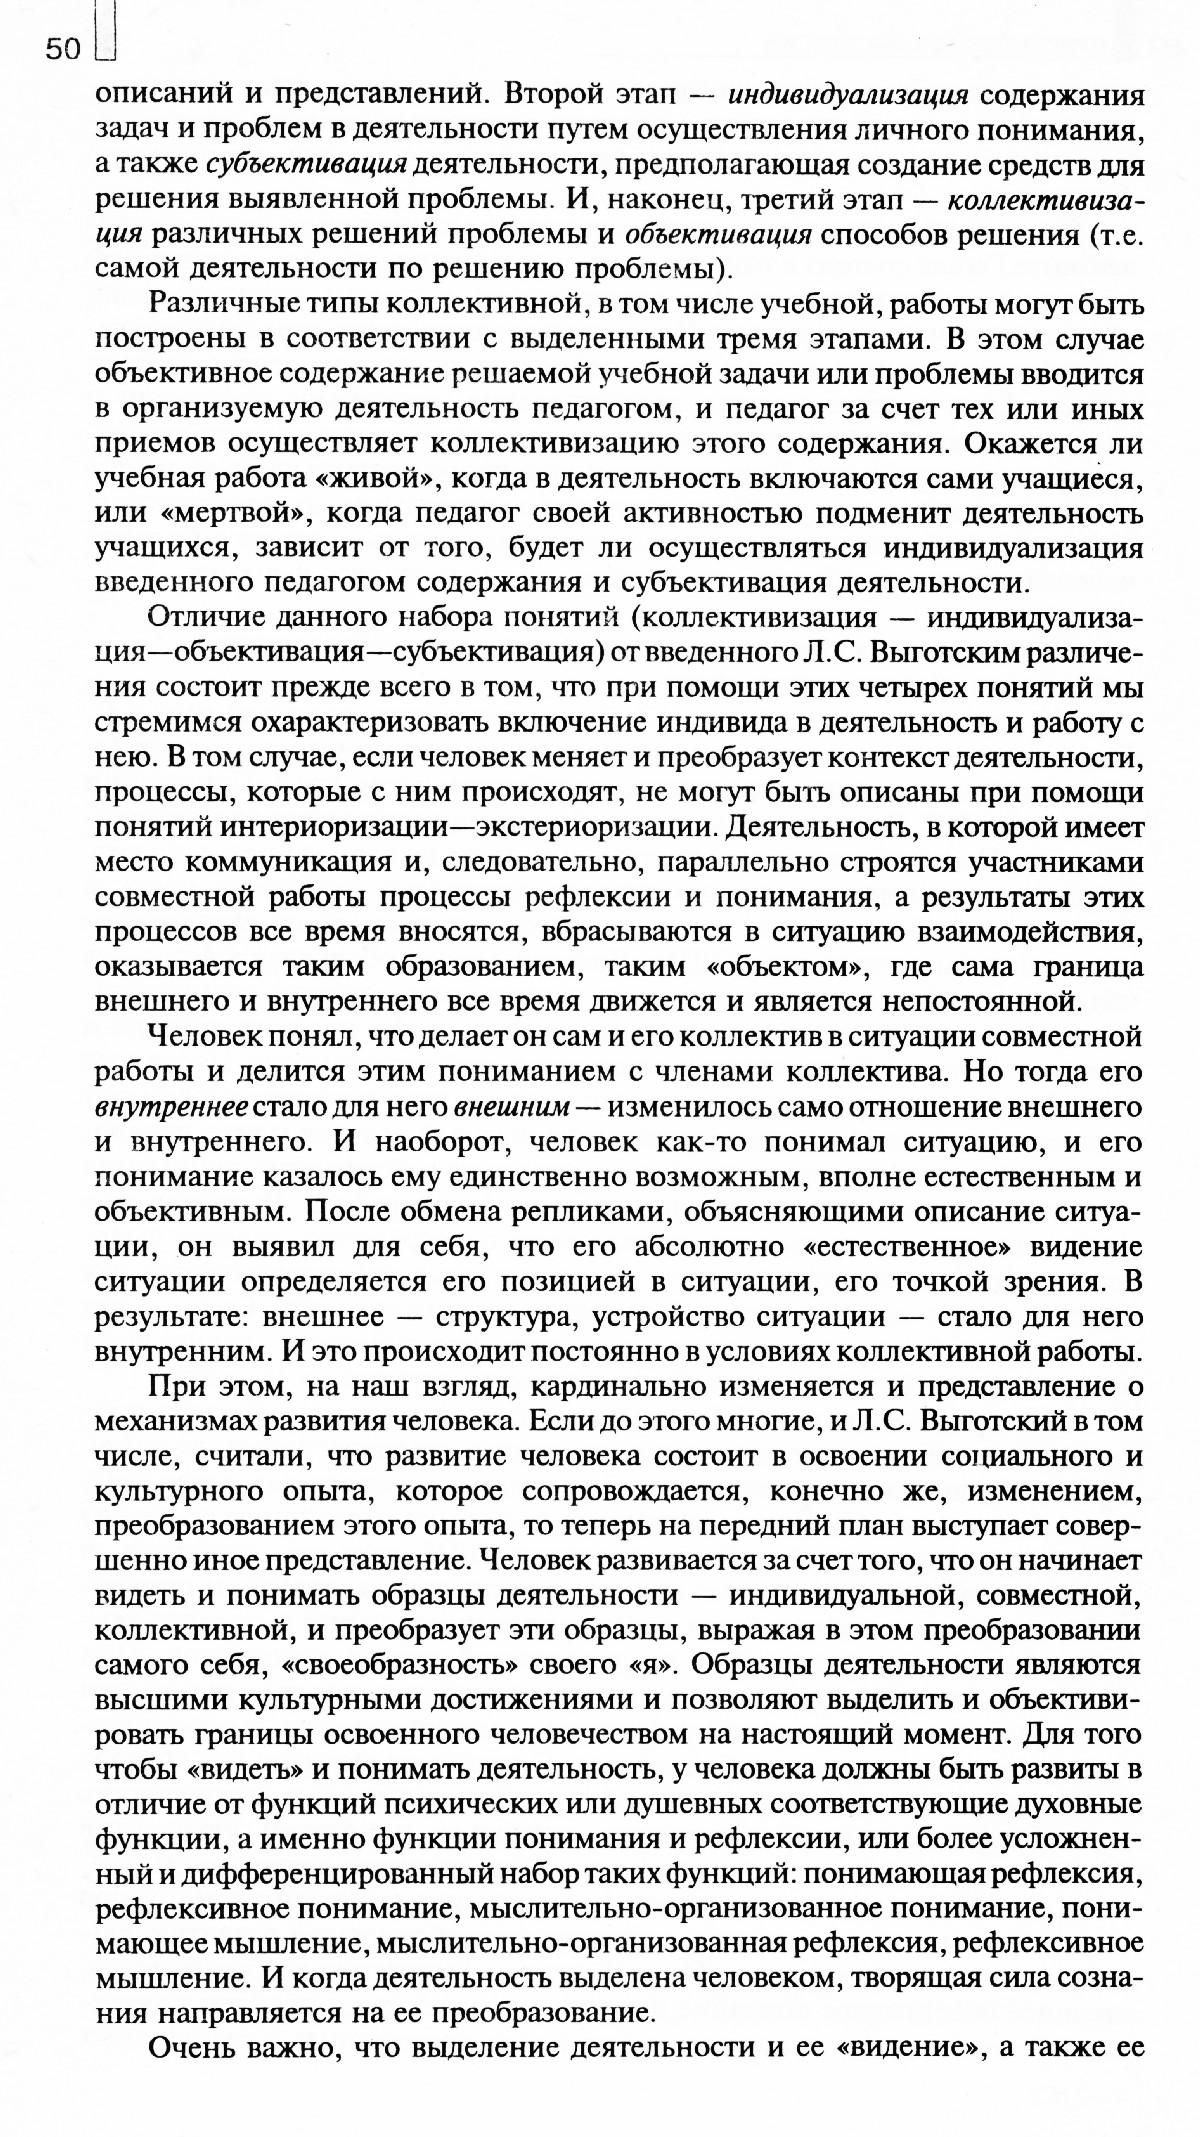 50
описаний и представлений. Второй этап — индивидуализация содержания
задач и проблем в деятельности путем осуществления личного понимания,
а также субъективация деятельности, предполагающая создание средств для
решения выявленной проблемы. И, наконец, третий этап — коллективиза-
ция различных решений проблемы и объективация способов решения (т.е.
самой деятельности по решению проблемы).
Различные типы коллективной, в том числе учебной, работы могут быть
построены в соответствии с выделенными тремя этапами. В этом случае
объективное содержание решаемой учебной задачи или проблемы вводится
в организуемую деятельность педагогом, и педагог за счет тех или иных
приемов осуществляет коллективизацию этого содержания. Окажется ли
учебная работа «живой», когда в деятельность включаются сами учащиеся,
или «мертвой», когда педагог своей активностью подменит деятельность
учащихся, зависит от того, будет ли осуществляться индивидуализация
введенного педагогом содержания и субъективация деятельности.
Отличие данного набора понятий (коллективизация — индивидуализа-
ция—объективация—субъективация) от введенного Л.С. Выготским различе-
ния состоит прежде всего в том, что при помощи этих четырех понятий мы
стремимся охарактеризовать включение индивида в деятельность и работу с
нею. В том случае, если человек меняет и преобразует контекст деятельности,
процессы, которые с ним происходят, не могут быть описаны при помощи
понятий интериоризации—экстериоризации. Деятельность, в которой имеет
место коммуникация и, следовательно, параллельно строятся участниками
совместной работы процессы рефлексии и понимания, а результаты этих
процессов все время вносятся, вбрасываются в ситуацию взаимодействия,
оказывается таким образованием, таким «объектом», где сама граница
внешнего и внутреннего все время движется и является непостоянной.
Человек понял, что делает он сам и его коллектив в ситуации совместной
работы и делится этим пониманием с членами коллектива. Но тогда его
внутреннее стало для него внешним — изменилось само отношение внешнего
и внутреннего. И наоборот, человек как-то понимал ситуацию, и его
понимание казалось ему единственно возможным, вполне естественным и
объективным. После обмена репликами, объясняющими описание ситуа-
ции, он выявил для себя, что его абсолютно «естественное» видение
ситуации определяется его позицией в ситуации, его точкой зрения. В
результате: внешнее — структура, устройство ситуации — стало для него
внутренним. И это происходит постоянно в условиях коллективной работы.
При этом, на наш взгляд, кардинально изменяется и представление о
механизмах развития человека. Если до этого многие, и Л.С. Выготский в том
числе, считали, что развитие человека состоит в освоении социального и
культурного опыта, которое сопровождается, конечно же, изменением,
преобразованием этого опыта, то теперь на передний план выступает совер-
шенно иное представление. Человек развивается за счет того, что он начинает
видеть и понимать образцы деятельности — индивидуальной, совместной,
коллективной, и преобразует эти образцы, выражая в этом преобразовании
самого себя, «своеобразность» своего «я». Образцы деятельности являются
высшими культурными достижениями и позволяют выделить и объективи-
ровать границы освоенного человечеством на настоящий момент. Для того
чтобы «видеть» и понимать деятельность, у человека должны быть развиты в
отличие от функций психических или душевных соответствующие духовные
функции, а именно функции понимания и рефлексии, или более усложнен-
ный и дифференцированный набор таких функций: понимающая рефлексия,
рефлексивное понимание, мыслительно-организованное понимание, пони-
мающее мышление, мыслительно-организованная рефлексия, рефлексивное
мышление. И когда деятельность выделена человеком, творящая сила созна-
ния направляется на ее преобразование.
Очень важно, что выделение деятельности и ее «видение», а также ее